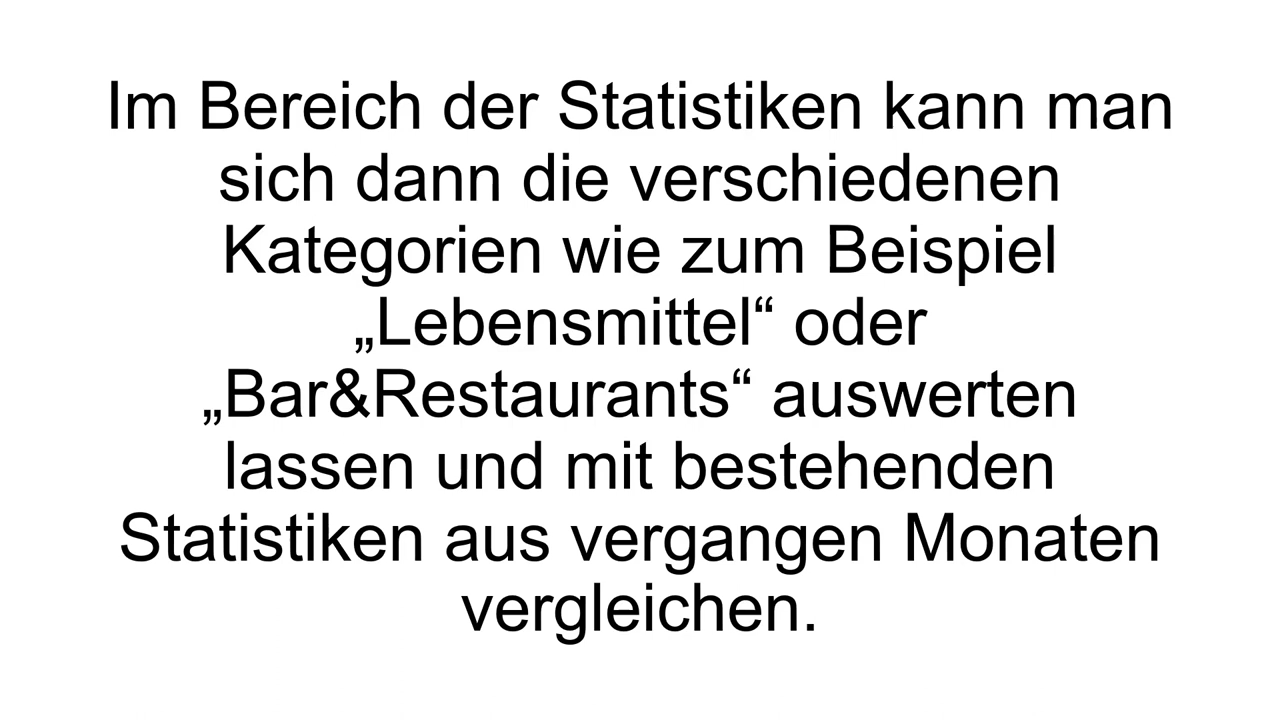 Im Bereich der Statistiken kann man
sich dann die verschiedenen
Kategorien wie zum Beispiel
„Lebensmittel“ oder
„Bar&Restaurants“ auswerten
lassen und mit bestehenden
Statistiken aus vergangen Monaten
vergleichen.